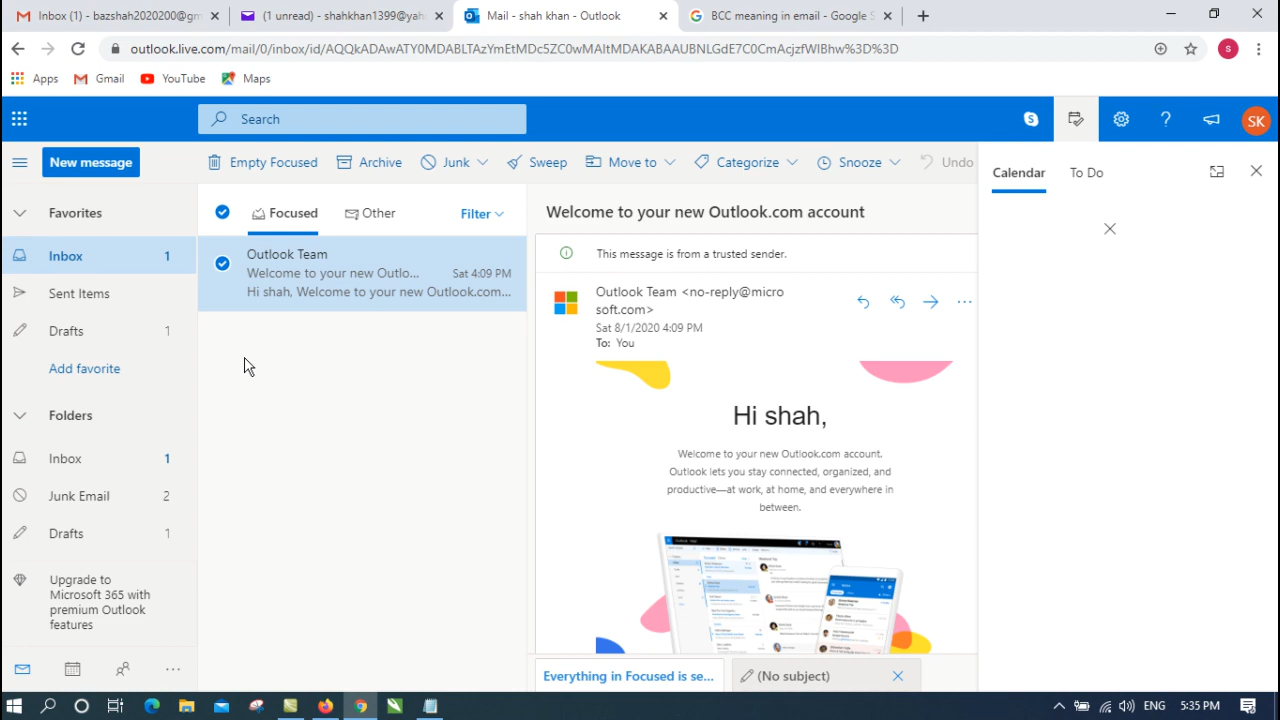 Inbox (1) - bazshah2020200@gm
(1 unread) - shahkhan1399@yah
Mail - shah khan - Outlook
BCC meaning in email - Google S
outlook.live.com/mail/0/inbox/id/AQQkADAwATY0MDABLTAzYmEtMDc5ZC0wMAItMDAKABAAUBNLGdE7C0CmAcjzfWIBhw%3D%3D
S
Apps
Gmail
YouTube
Maps
Search
SK
New message
Empty Focused
Archive
Junk
Sweep
Move to
Categorize
Snooze
Undo
Calendar
To Do
Favorites
Inbox 1
Sent Items
Drafts 1
Add favorite
Folders
Inbox 1
Junk Email 2
Drafts 1
Upgrade to
Microsoft 365 with
premium Outlook
features
Focused
Other
Filter
Outlook Team
Welcome to your new Outlo... Sat 4:09 PM
Hi shah, Welcome to your new Outlook.com...
Welcome to your new Outlook.com account
This message is from a trusted sender.
Outlook Team <no-reply@micro
soft.com>
Sat 8/1/2020 4:09 PM
To: You
Hi shah,
Welcome to your new Outlook.com account.
Outlook lets you stay connected, organized, and
productive—at work, at home, and everywhere in
between.
Everything in Focused is se...
(No subject)
ENG
5:35 PM